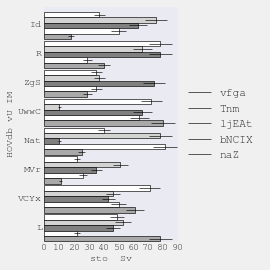 Id
R
ZgS
UwwC
Nat
MVr
VCYx
L
HOVdb vU IM
0 10 20 30 40 50 60 70 80 90
sto Sv
vfga
Tnm
ljEAt
bNCIX
naZ